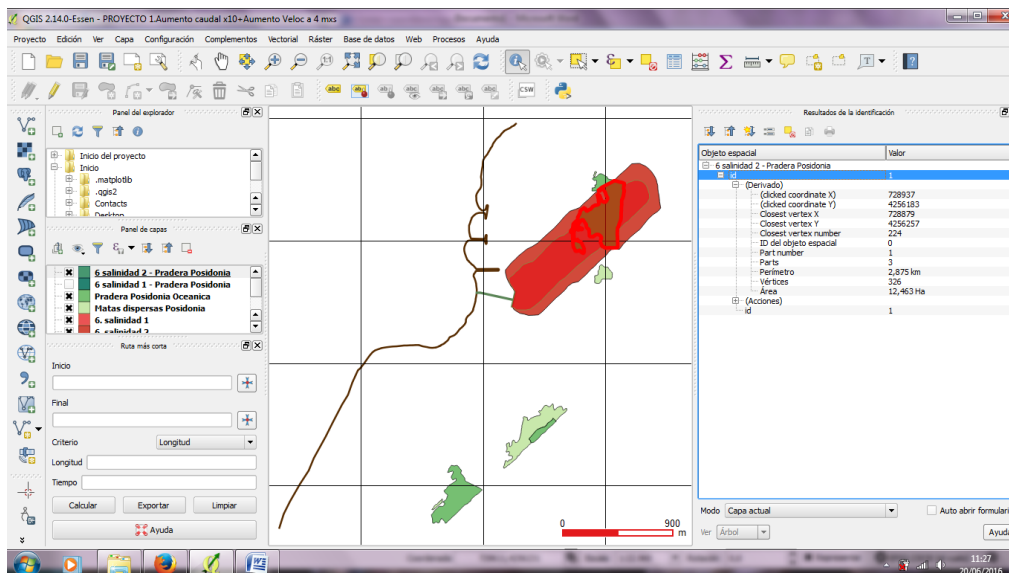 QGIS 2.14.0-Essen - PROYECTO 1.Aumento caudal x10+Aumento Veloc a 4 mxs
Proyecto Edición Ver Capa Configuración Complementos Vectorial Ráster Base de datos Web Procesos Ayuda
CSW
Panel del explorador
Inicio del proyecto
Inicio
.matplotlib
.qgis2
Contacts
Desktop
Panel de capas
6 salinidad 2 - Pradera Posidonia
6 salinidad 1 - Pradera Posidonia
Pradera Posidonia Oceanica
Matas dispersas Posidonia
6. salinidad 1
6. salinidad 2
Ruta más corta
Inicio
Final
Criterio Longitud
Longitud
Tiempo
Calcular Exportar Limpiar
Ayuda
0 900
m
Resultados de la identificación
Objeto espacial Valor
6 salinidad 2 - Pradera Posidonia
id 1
(Derivado)
(clicked coordinate X) 728937
(clicked coordinate Y) 4256183
Closest vertex X 728879
Closest vertex Y 4256257
Closest vertex number 224
ID del objeto espacial 0
Part number 1
Parts 3
Perímetro 2,875 km
Vértices 326
Área 12,463 Ha
(Acciones)
id 1
Modo Capa actual Auto abrir formulari
Ver Árbol Ayuda
11:27
20/06/2016